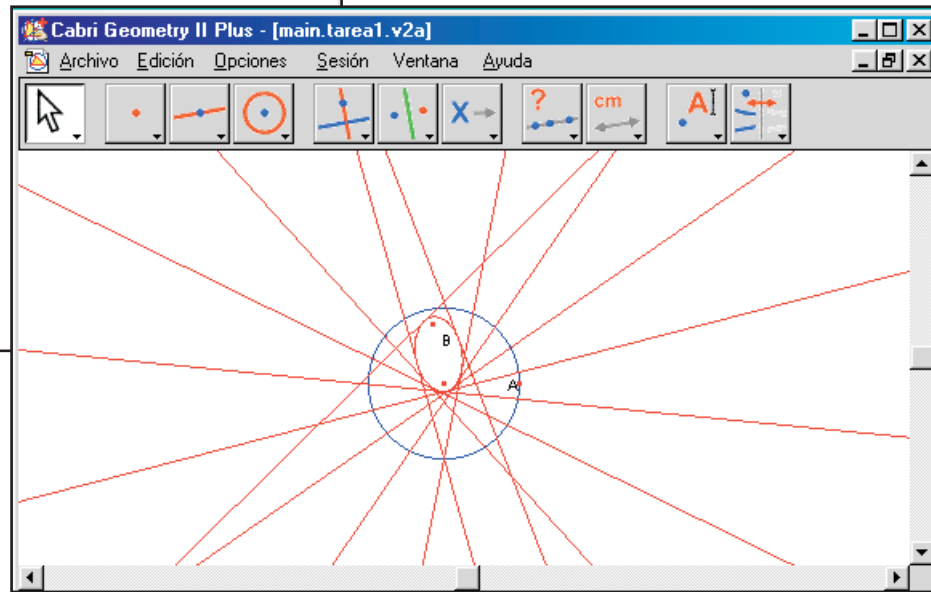 Cabri Geometry II Plus - [main.tarea1.v2a]
Archivo Edición Opciones Sesión Ventana Ayuda
X ? cm A
B
A